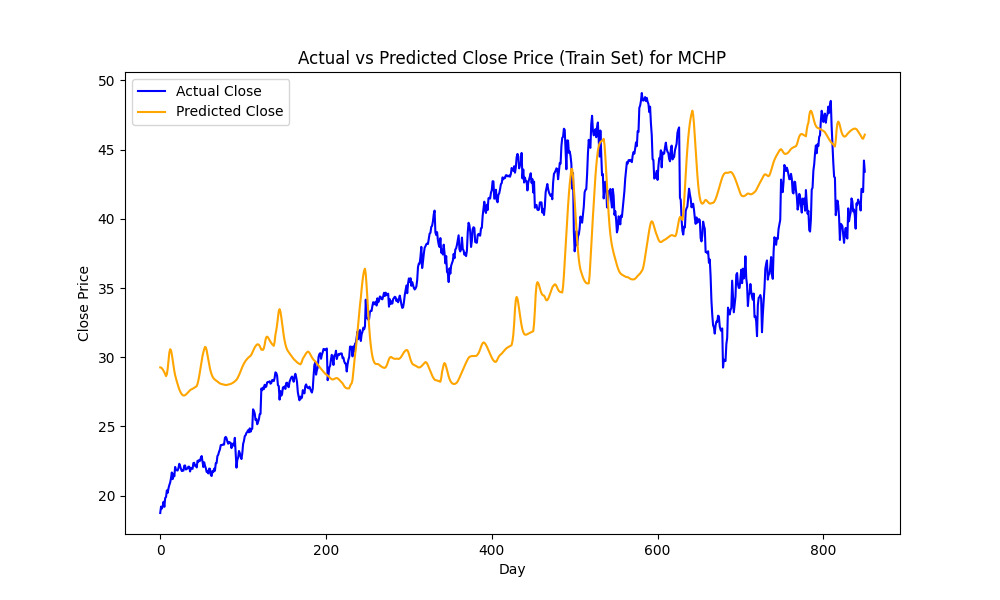 Actual vs Predicted Close Price (Train Set) for MCHP
Actual Close
Predicted Close
Close Price
50
45
40
35
30
25
20
0 200 400 600 800
Day